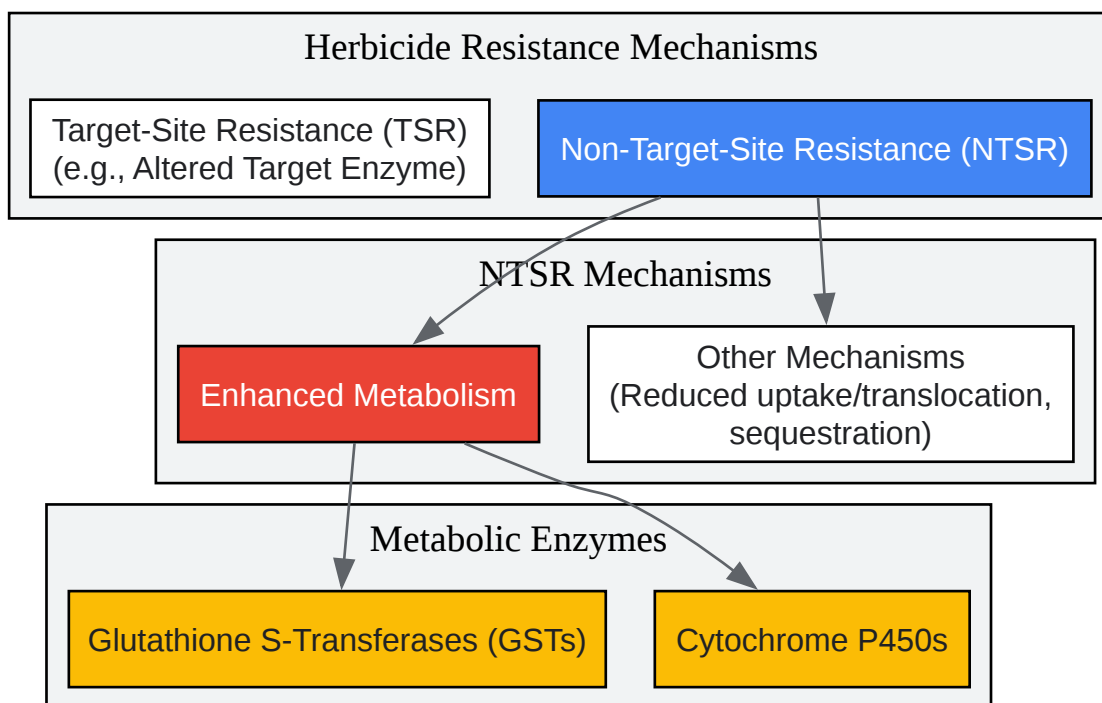 Herbicide Resistance Mechanisms
Target-Site Resistance (TSR)
(e.g., Altered Target Enzyme)
Non-Target-Site Resistance (NTSR)
NTSR Mechanisms
Enhanced Metabolism
Other Mechanisms
(Reduced uptake/translocation,
sequestration)
Metabolic Enzymes
Glutathione S-Transferases (GSTs)
Cytochrome P450s